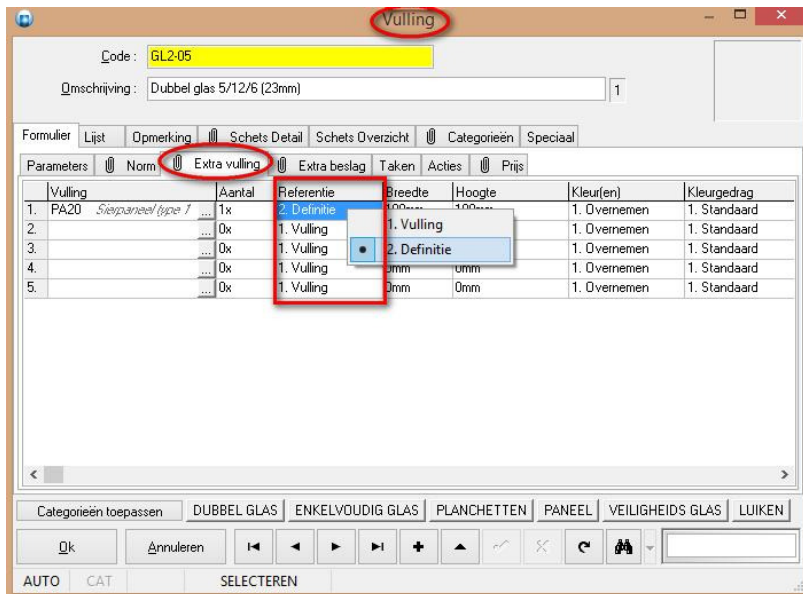 Vulling
Code : GL2-05
Omschrijving : Dubbel glas 5/12/6 (23mm) 1
Formulier Lijst Opmerking Schets Detail Schets Overzicht Categorieën Speciaal
Parameters Norm Extra vulling Extra beslag Taken Acties Prijs
Vulling Aantal Referentie Breedte Hoogte Kleur(en) Kleurgedrag
1. PA20 Sierpaneel type 1 ... 1x 2. Definitie 1. Overnemen 1. Standaard
2. ... 0x 1. Vulling 1. Vulling 1. Overnemen 1. Standaard
3. ... 0x 1. Vulling 2. Definitie 1. Overnemen 1. Standaard
4. ... 0x 1. Vulling 0mm 0mm 1. Overnemen 1. Standaard
5. ... 0x 1. Vulling 0mm 0mm 1. Overnemen 1. Standaard
Categorieën toepassen DUBBEL GLAS ENKELVOUDIG GLAS PLANCHETTEN PANEEL VEILIGHEIDS GLAS LUIKEN
Ok Annuleren
AUTO CAT SELECTEREN